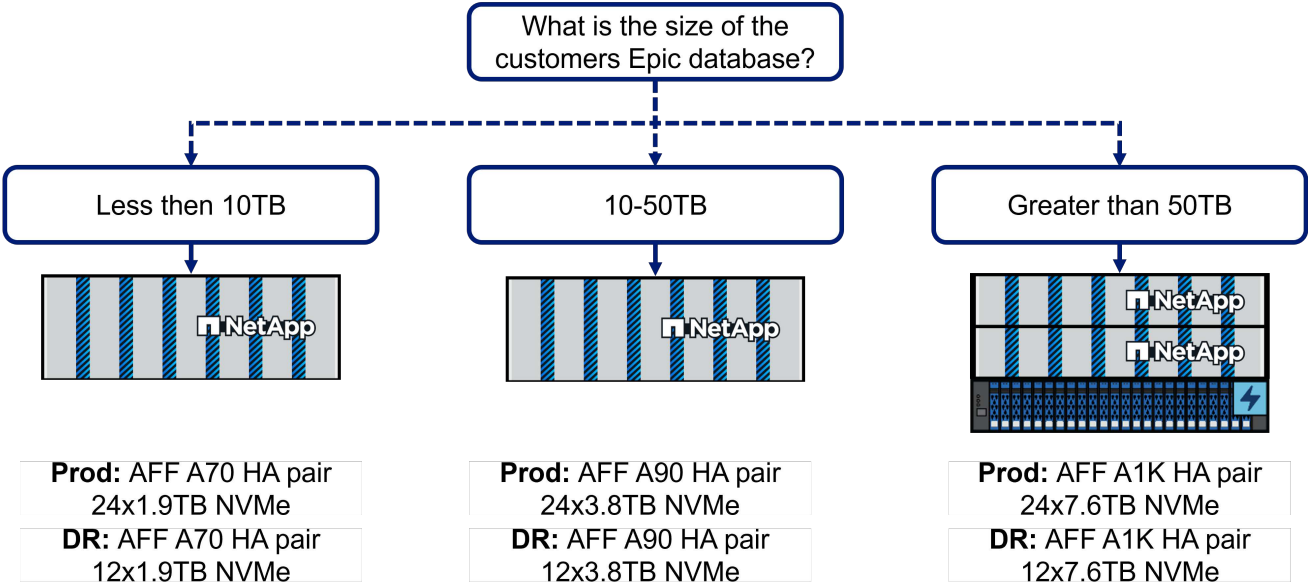 What is the size of the
customers Epic database?
Less then 10TB
10-50TB
Greater than 50TB
NetApp
NetApp
NetApp
NetApp
Prod: AFF A70 HA pair
24x1.9TB NVMe
DR: AFF A70 HA pair
12x1.9TB NVMe
Prod: AFF A90 HA pair
24x3.8TB NVMe
DR: AFF A90 HA pair
12x3.8TB NVMe
Prod: AFF A1K HA pair
24x7.6TB NVMe
DR: AFF A1K HA pair
12x7.6TB NVMe